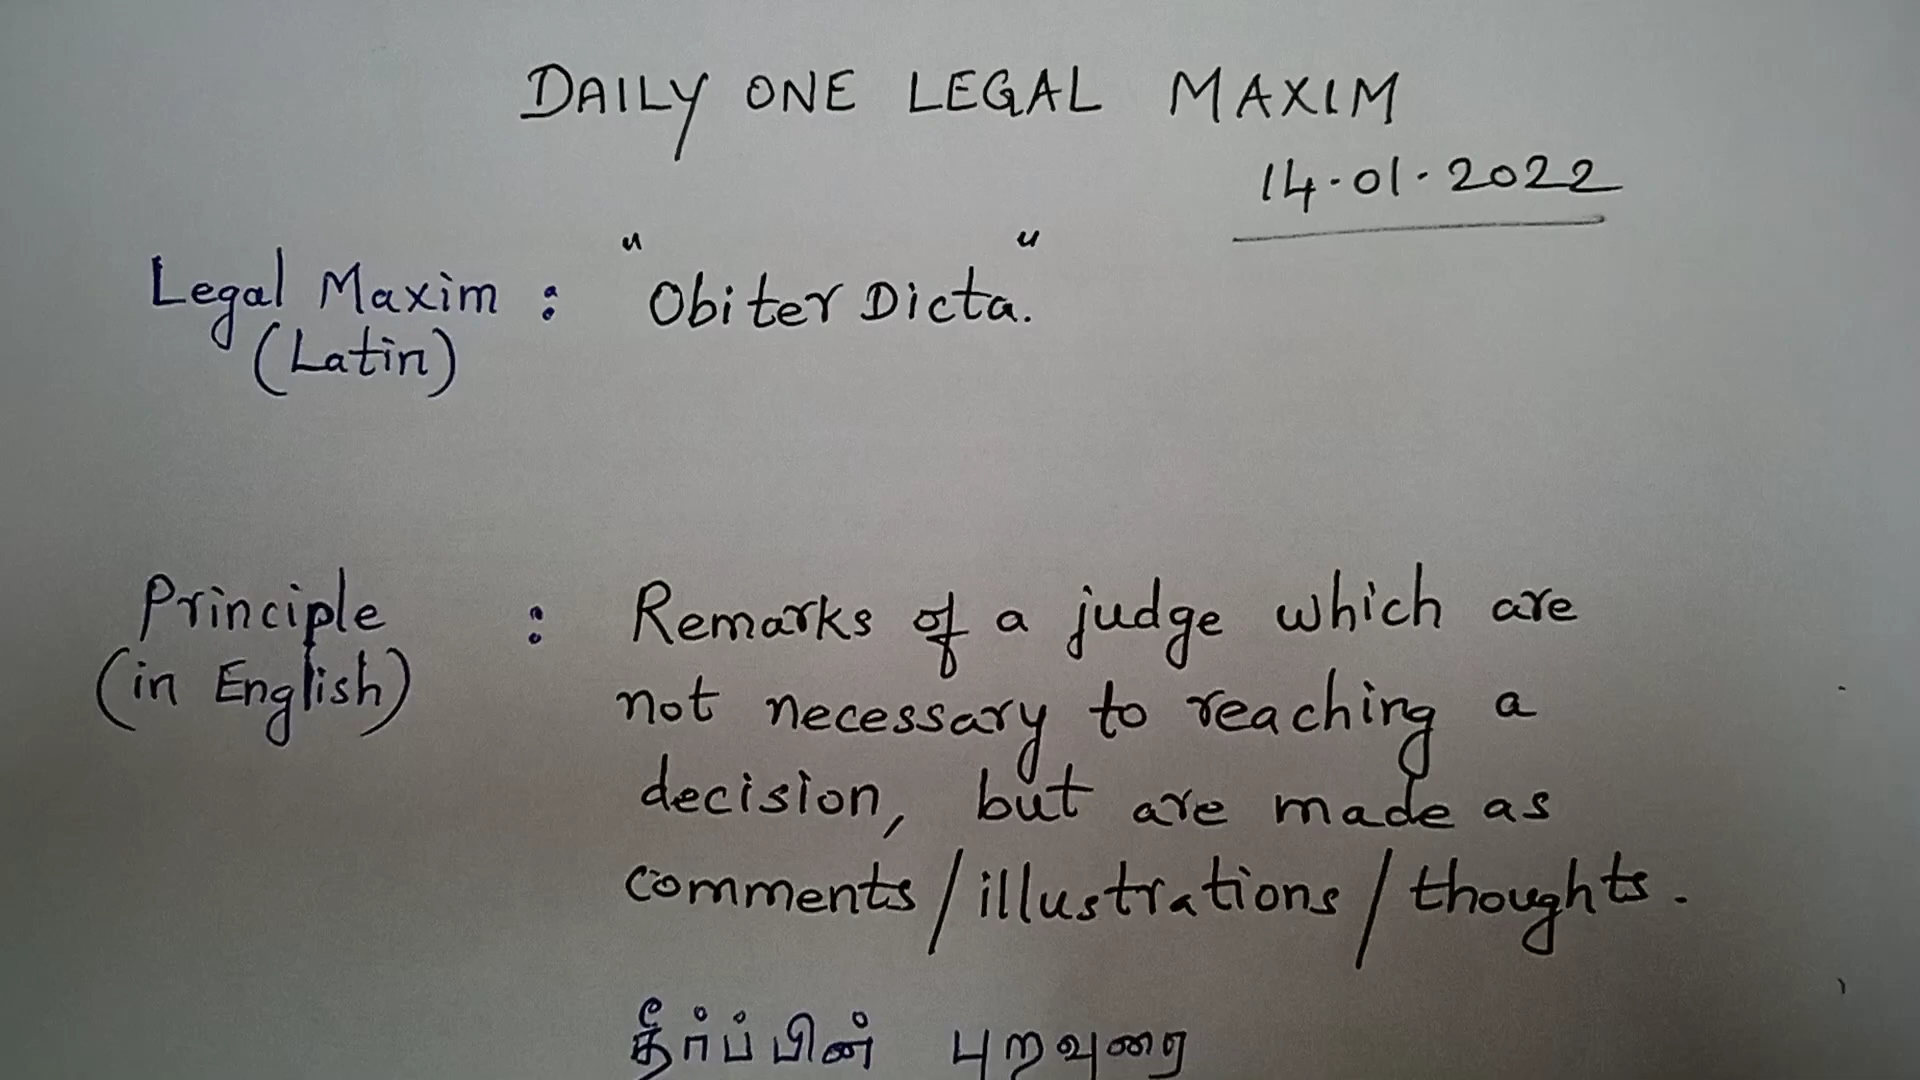 DAILY ONE LEGAL MAXIM
14.01.2022
Legal Maxim : "Obiter Dicta."
(Latin)
Principle : Remarks of a judge which are
(in English) not necessary to reaching a
decision, but are made as
comments/illustrations/thoughts.
தீர்ப்பின் புறவுரை